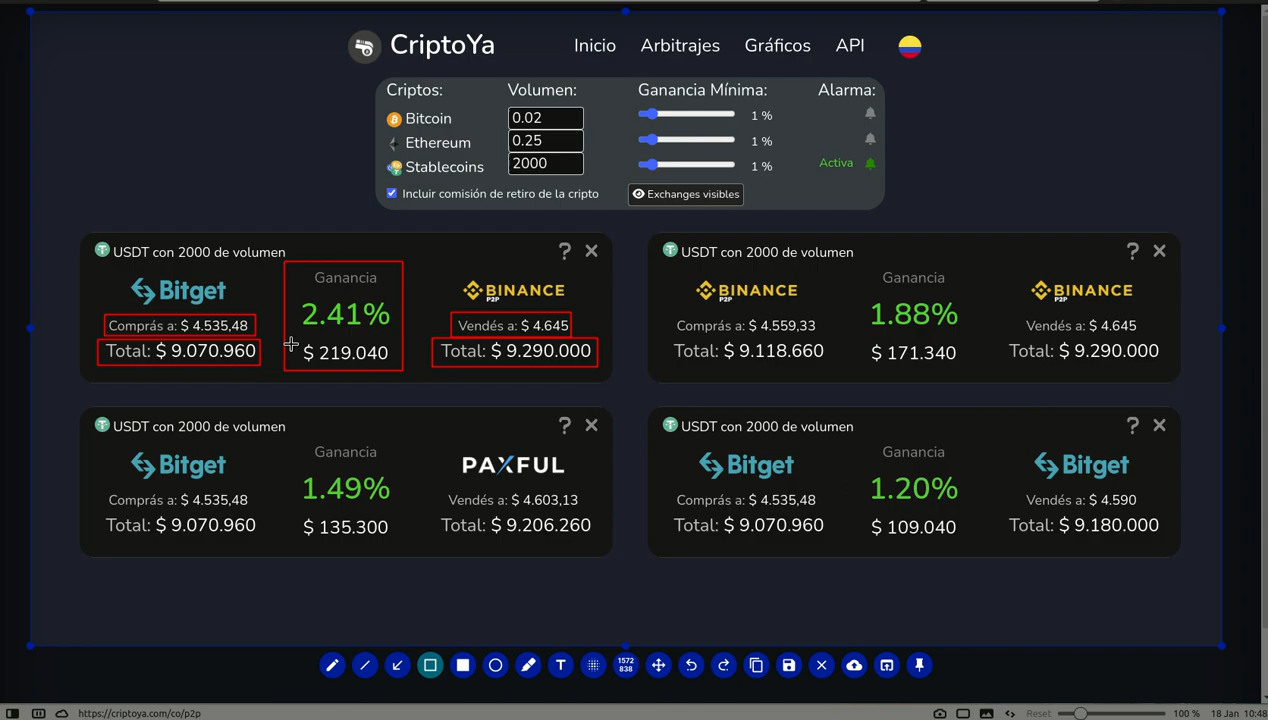 CriptoYa
Inicio Arbitrajes Gráficos API
Criptos: Volumen: Ganancia Mínima: Alarma:
Bitcoin 0.02 1 %
Ethereum 0.25 1 %
Stablecoins 2000 1 % Activa
Incluir comisión de retiro de la cripto Exchanges visibles
USDT con 2000 de volumen
Bitget Ganancia BINANCE
P2P
2.41%
Comprás a: $ 4.535,48 Vendés a: $ 4.645
Total: $ 9.070.960 $ 219.040 Total: $ 9.290.000
USDT con 2000 de volumen
BINANCE Ganancia BINANCE
P2P P2P
1.88%
Comprás a: $ 4.559,33 Vendés a: $ 4.645
Total: $ 9.118.660 $ 171.340 Total: $ 9.290.000
USDT con 2000 de volumen
Bitget Ganancia PAXFUL
1.49%
Comprás a: $ 4.535,48 Vendés a: $ 4.603,13
Total: $ 9.070.960 $ 135.300 Total: $ 9.206.260
USDT con 2000 de volumen
Bitget Ganancia Bitget
1.20%
Comprás a: $ 4.535,48 Vendés a: $ 4.590
Total: $ 9.070.960 $ 109.040 Total: $ 9.180.000
T 1572
838
https://criptoya.com/co/p2p Reset 100 % 18 Jan 10:48